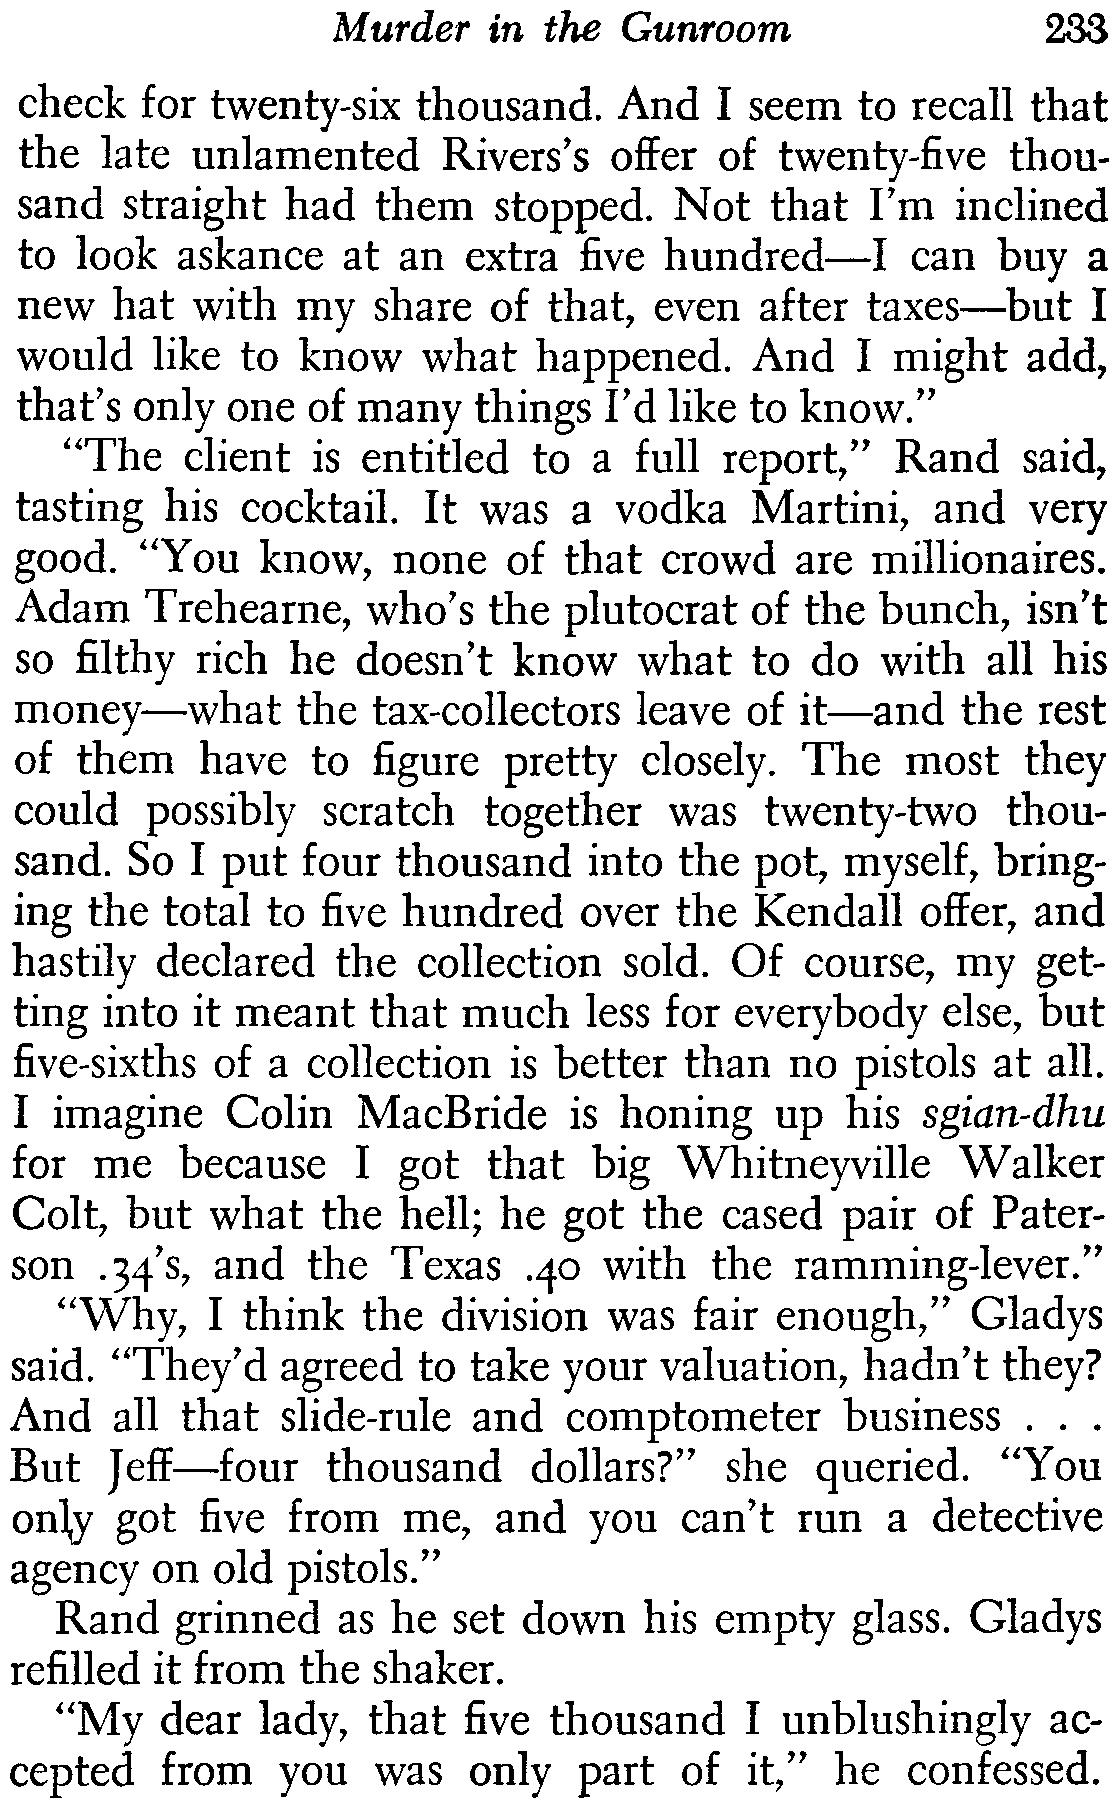 Murder in the Gunroom 233
check for twenty-six thousand. And I seem to recall that
the late unlamented Rivers's offer of twenty-five thou-
sand straight had them stopped. Not that I'm inclined
to look askance at an extra five hundred—I can buy a
new hat with my share of that, even after taxes—but I
would like to know what happened. And I might add,
that's only one of many things I'd like to know."
"The client is entitled to a full report," Rand said,
tasting his cocktail. It was a vodka Martini, and very
good. "You know, none of that crowd are millionaires.
Adam Trehearne, who's the plutocrat of the bunch, isn't
so filthy rich he doesn't know what to do with all his
money—what the tax-collectors leave of it—and the rest
of them have to figure pretty closely. The most they
could possibly scratch together was twenty-two thou-
sand. So I put four thousand into the pot, myself, bring-
ing the total to five hundred over the Kendall offer, and
hastily declared the collection sold. Of course, my get-
ting into it meant that much less for everybody else, but
five-sixths of a collection is better than no pistols at all.
I imagine Colin MacBride is honing up his sgian-dhu
for me because I got that big Whitneyville Walker
Colt, but what the hell; he got the cased pair of Pater-
son .34's, and the Texas .40 with the ramming-lever."
"Why, I think the division was fair enough," Gladys
said. "They'd agreed to take your valuation, hadn't they?
And all that slide-rule and comptometer business . . .
But Jeff—four thousand dollars?" she queried. "You
only got five from me, and you can't run a detective
agency on old pistols."
Rand grinned as he set down his empty glass. Gladys
refilled it from the shaker.
"My dear lady, that five thousand I unblushingly ac-
cepted from you was only part of it," he confessed.